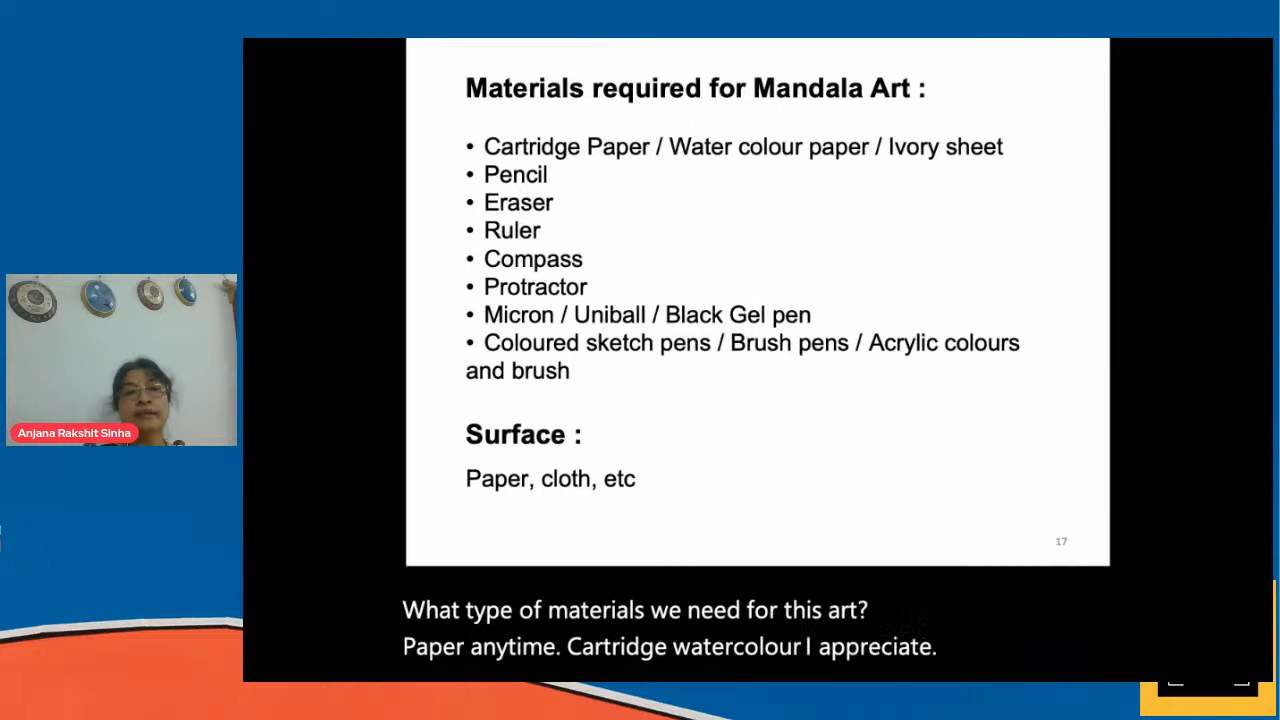 Materials required for Mandala Art :
• Cartridge Paper / Water colour paper / Ivory sheet
• Pencil
• Eraser
• Ruler
• Compass
• Protractor
• Micron / Uniball / Black Gel pen
• Coloured sketch pens / Brush pens / Acrylic colours
and brush
Surface :
Paper, cloth, etc
17
Anjana Rakshit Sinha
What type of materials we need for this art?
Paper anytime. Cartridge watercolour I appreciate.